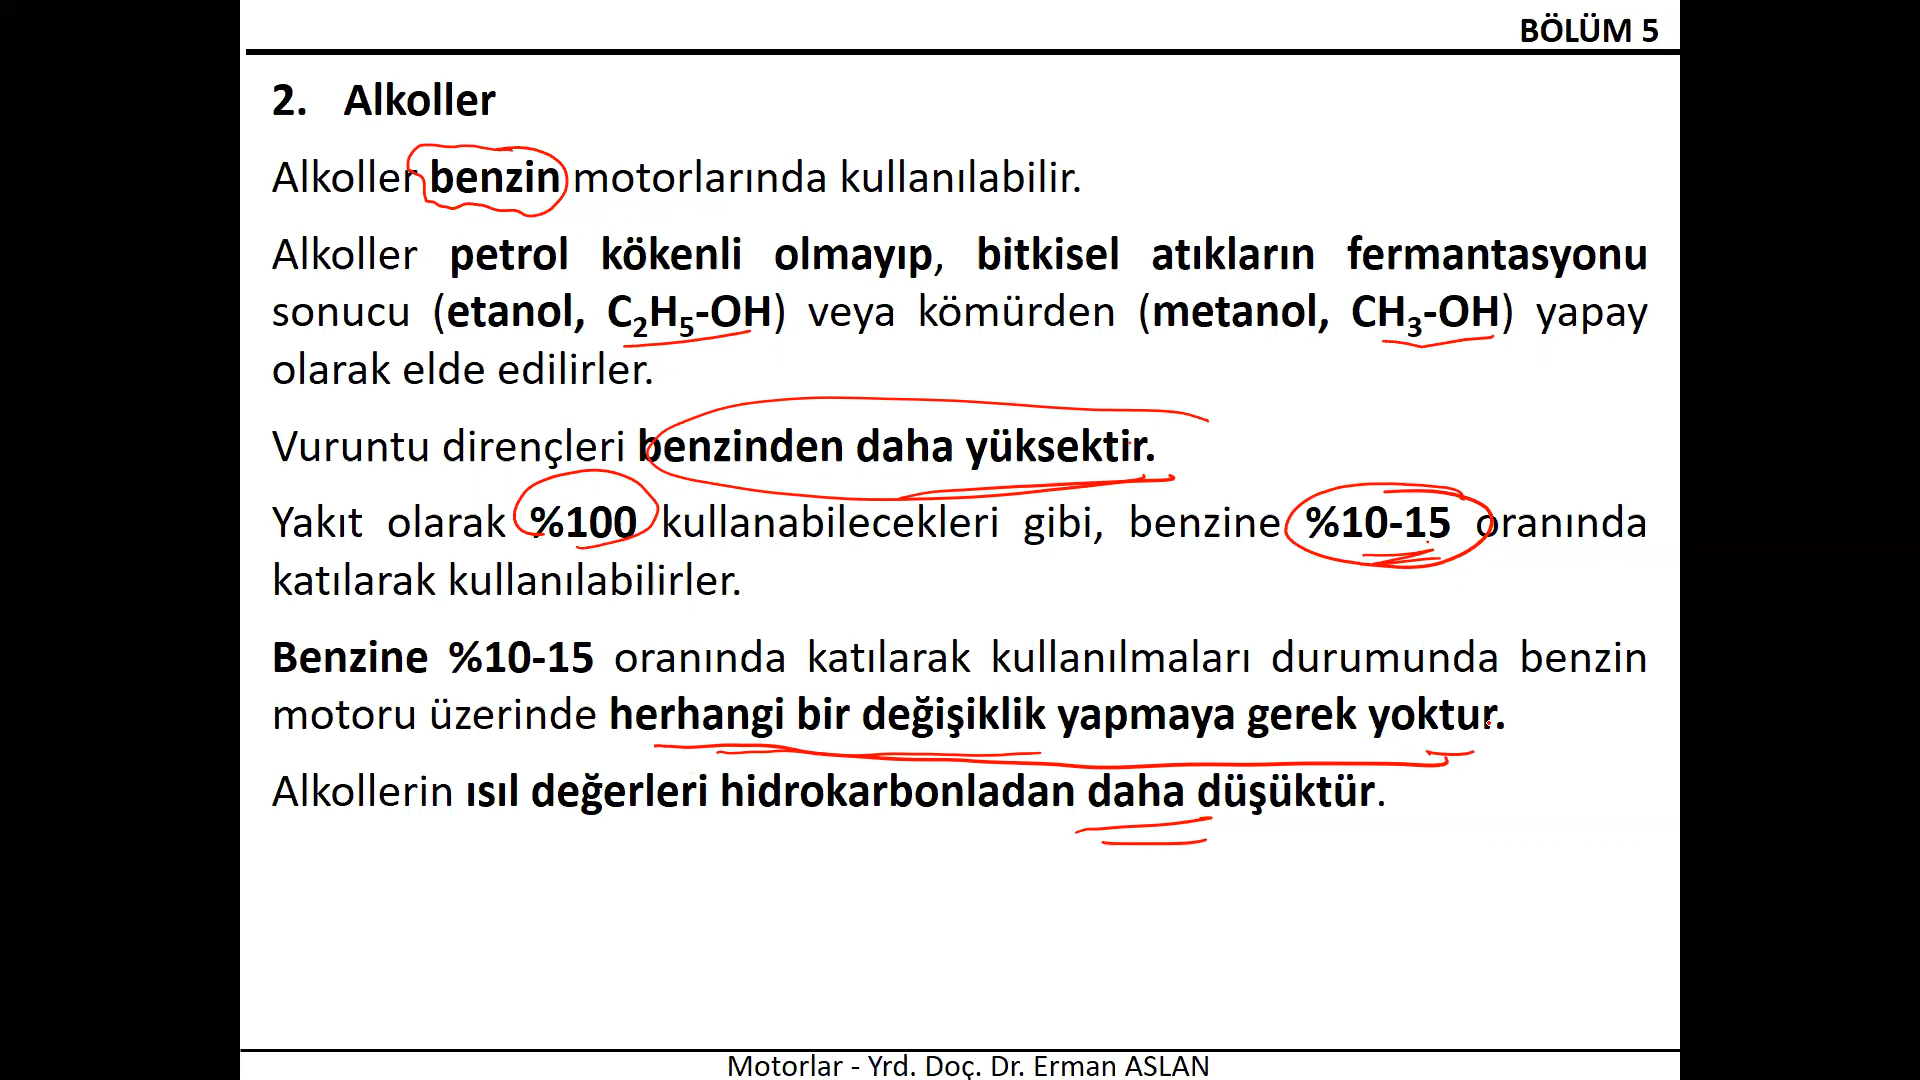 BÖLÜM 5
2. Alkoller
Alkoller benzin motorlarında kullanılabilir.
Alkoller petrol kökenli olmayıp, bitkisel atıkların fermantasyonu
sonucu (etanol, C₂H₅-OH) veya kömürden (metanol, CH₃-OH) yapay
olarak elde edilirler.
Vuruntu dirençleri benzinden daha yüksektir.
Yakıt olarak %100 kullanabilecekleri gibi, benzine %10-15 oranında
katılarak kullanılabilirler.
Benzine %10-15 oranında katılarak kullanılmaları durumunda benzin
motoru üzerinde herhangi bir değişiklik yapmaya gerek yoktur.
Alkollerin ısıl değerleri hidrokarbonladan daha düşüktür.
Motorlar - Yrd. Doç. Dr. Erman ASLAN